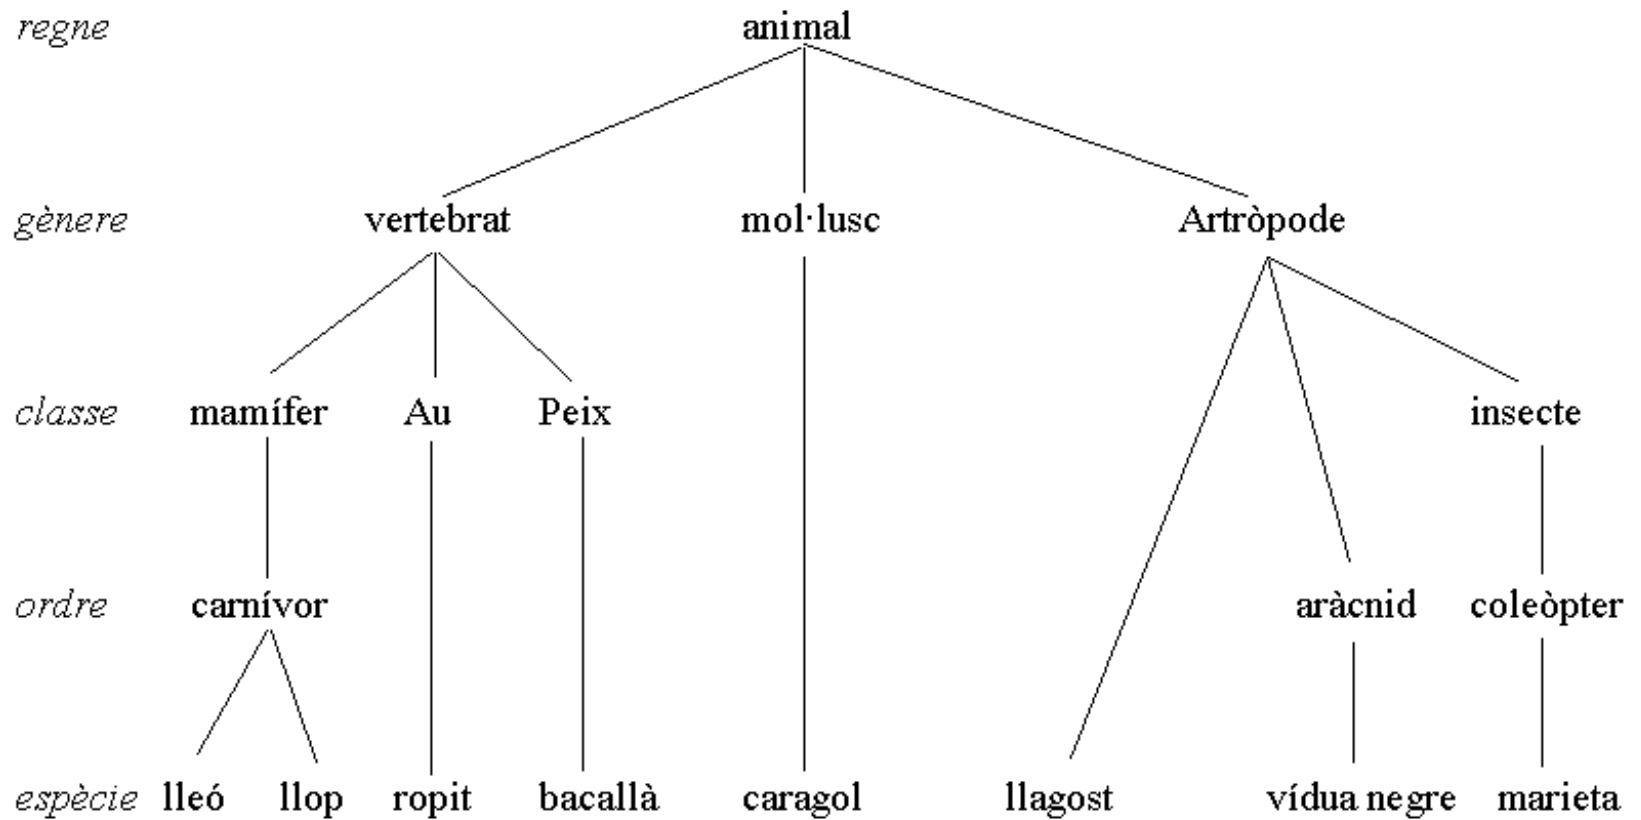 regne animal
gènere vertebrat mol·lusc Artròpode
classe mamífer Au Peix insecte
ordre carnívor aràcnid coleòpter
espècie lleó llop ropit bacallà caragol llagost vídua negre marieta